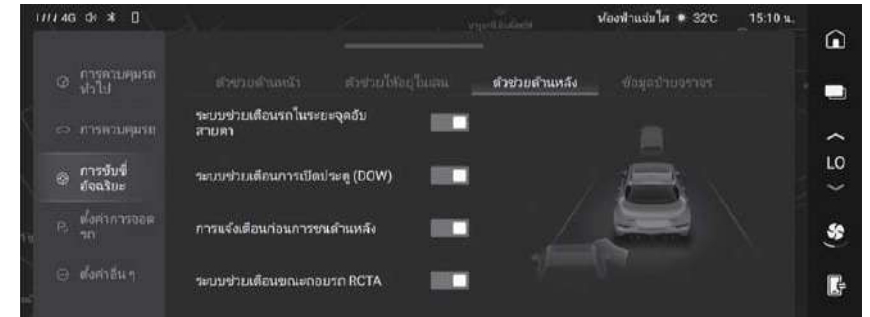 4G
ท้องฟ้าแจ่มใส 32℃ 15:10 น.
ตัวช่วยด้านหน้า ตัวช่วยให้อยู่ในเลน ตัวช่วยด้านหลัง ข้อมูลป้ายจราจร
การควบคุมรถ
ทั่วไป
การควบคุมรถ
การขับขี่
อัจฉริยะ
ตั้งค่าการจอด
รถ
ตั้งค่าอื่น ๆ
ระบบช่วยเตือนรถในระยะจุดอับ
สายตา
ระบบช่วยเตือนการเปิดประตู (DOW)
การแจ้งเตือนก่อนการชนด้านหลัง
ระบบช่วยเตือนขณะถอยรถ RCTA
LO